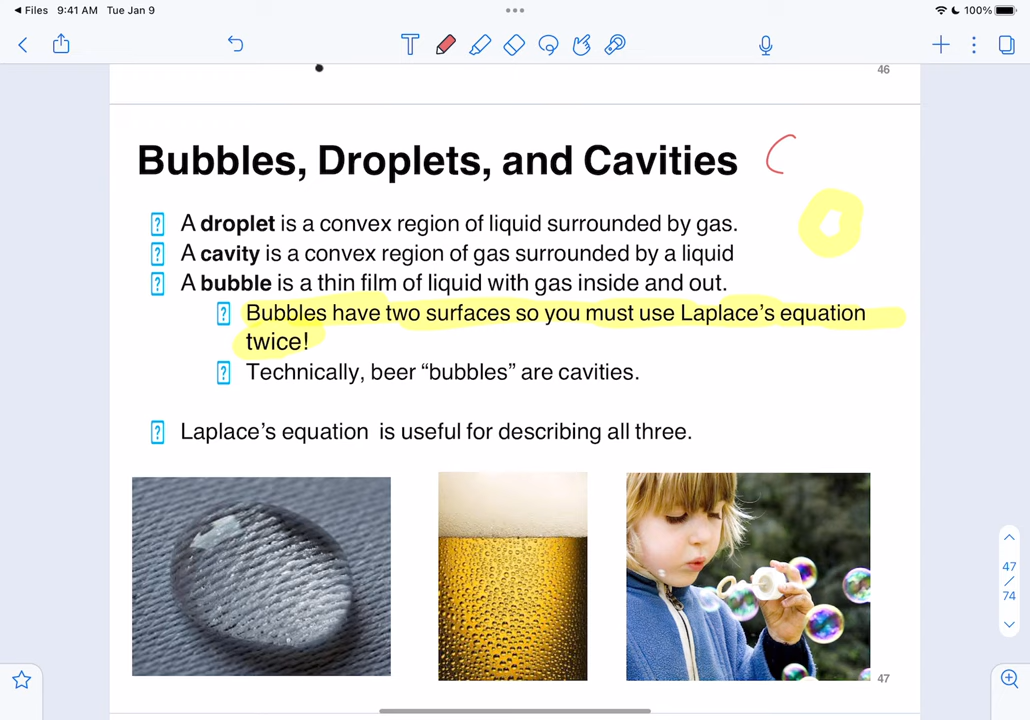 Files 9:41 AM Tue Jan 9 100%
46
Bubbles, Droplets, and Cavities
A droplet is a convex region of liquid surrounded by gas.
A cavity is a convex region of gas surrounded by a liquid
A bubble is a thin film of liquid with gas inside and out.
Bubbles have two surfaces so you must use Laplace's equation
twice!
Technically, beer “bubbles” are cavities.
Laplace's equation is useful for describing all three.
47
/
74
47